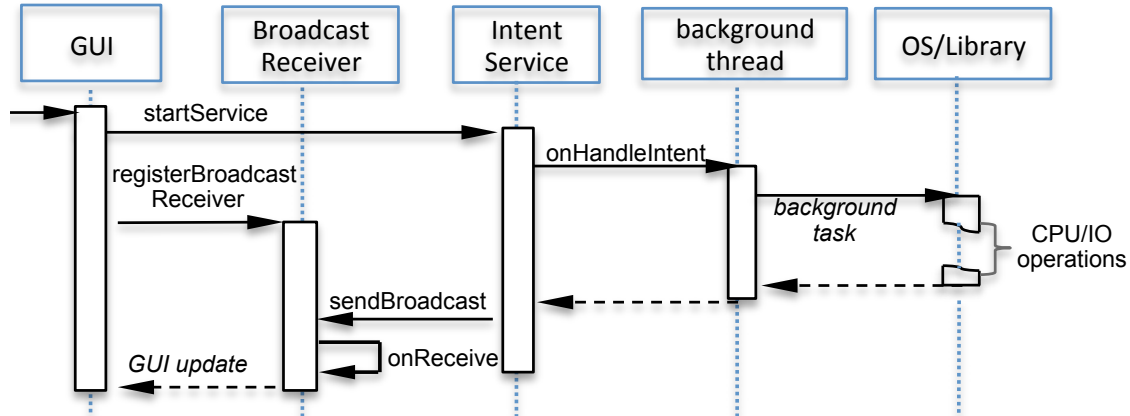 GUI
Broadcast
Receiver
Intent
Service
background
thread
OS/Library
startService
onHandleIntent
registerBroadcast
Receiver
background
task
CPU/IO
operations
sendBroadcast
onReceive
GUI update